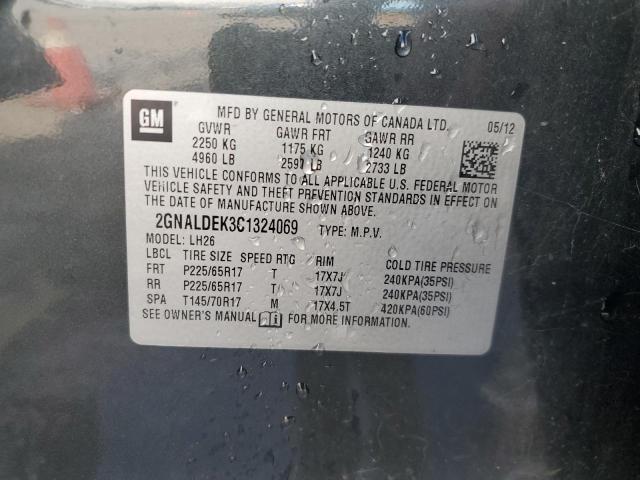 GM
MFD BY GENERAL MOTORS OF CANADA LTD. 05/12
GVWR GAWR FRT GAWR RR
2250 KG 1175 KG 1240 KG
4960 LB 2591 LB 2733 LB
THIS VEHICLE CONFORMS TO ALL APPLICABLE U.S. FEDERAL MOTOR
VEHICLE SAFETY AND THEFT PREVENTION STANDARDS IN EFFECT ON
THE DATE OF MANUFACTURE SHOWN ABOVE.
2GNALDEK3C1324069 TYPE: M.P.V.
MODEL: LH26
LBCL TIRE SIZE SPEED RTG RIM COLD TIRE PRESSURE
FRT P225/65R17 T 17X7J 240KPA(35PSI)
RR P225/65R17 T 17X7J 240KPA(35PSI)
SPA T145/70R17 M 17X4.5T 420KPA(60PSI)
SEE OWNER'S MANUAL FOR MORE INFORMATION.